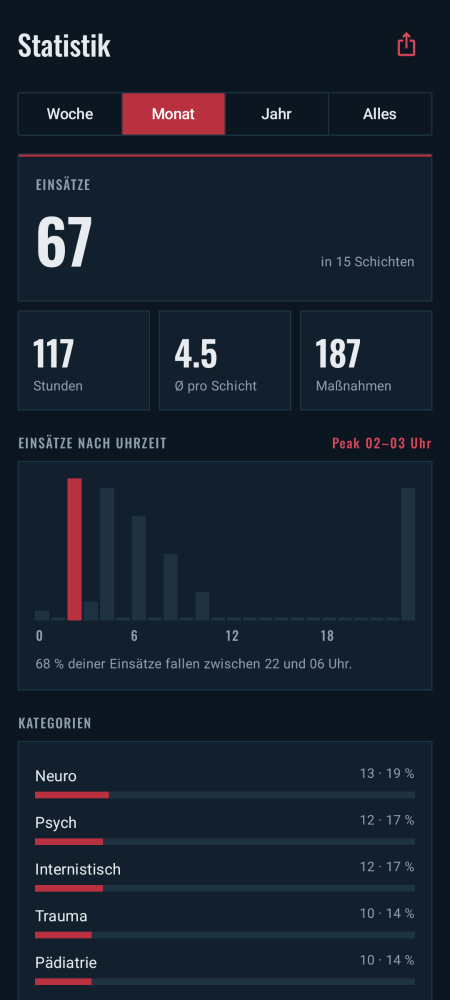 Statistik
Woche Monat Jahr Alles
EINSÄTZE
67
in 15 Schichten
117 4.5 187
Stunden Ø pro Schicht Maßnahmen
EINSÄTZE NACH UHRZEIT Peak 02–03 Uhr
0 6 12 18
68 % deiner Einsätze fallen zwischen 22 und 06 Uhr.
KATEGORIEN
Neuro 13 · 19 %
Psych 12 · 17 %
Internistisch 12 · 17 %
Trauma 10 · 14 %
Pädiatrie 10 · 14 %